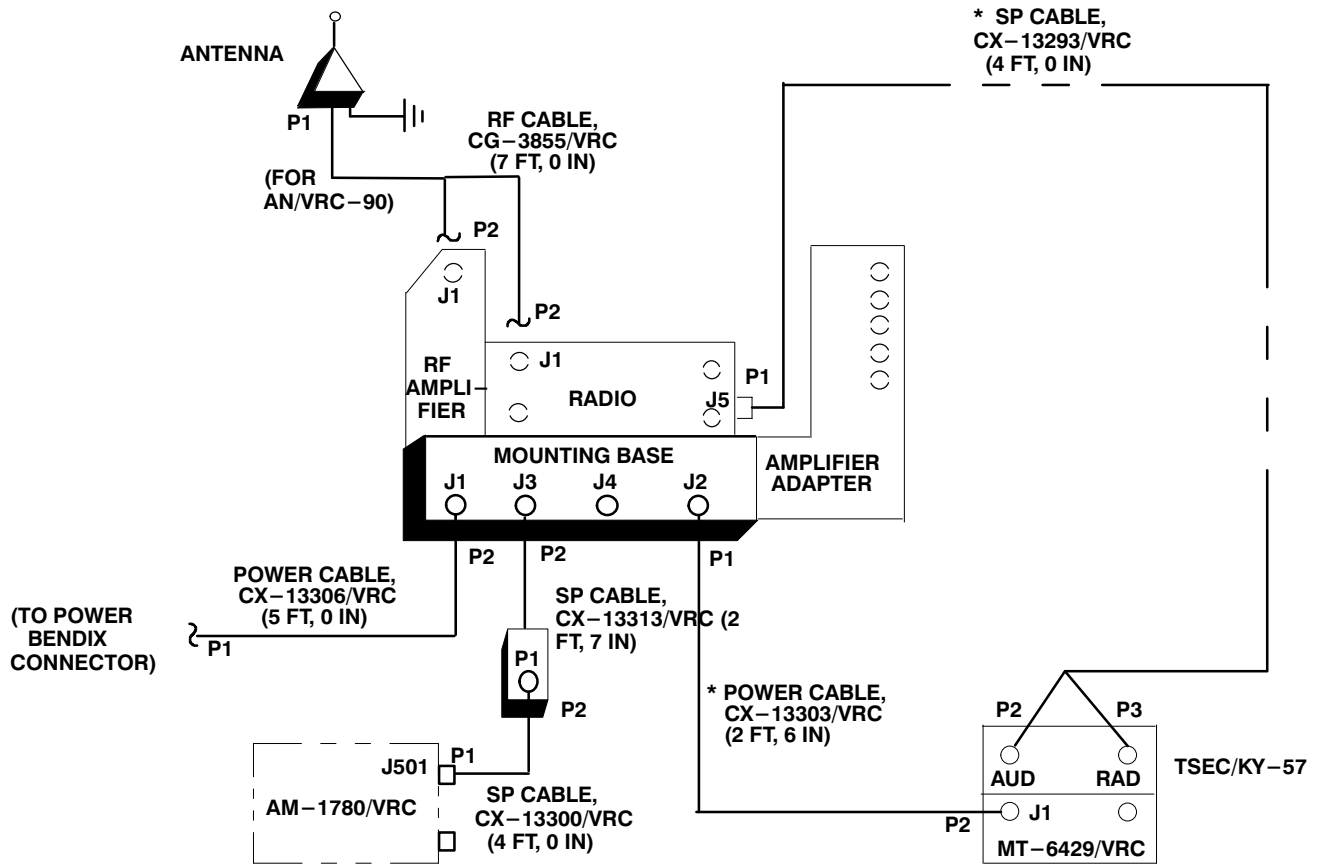 * SP CABLE,
CX–13293/VRC
(4 FT, 0 IN)
ANTENNA
P1
RF CABLE,
CG–3855/VRC
(7 FT, 0 IN)
(FOR
AN/VRC–90)
P2
J1
P2
RF
AMPLI–
FIER
J1
RADIO
J5
P1
MOUNTING BASE
J1
J3
J4
J2
AMPLIFIER
ADAPTER
P2
P2
P1
POWER CABLE,
CX–13306/VRC
(5 FT, 0 IN)
(TO POWER
BENDIX
CONNECTOR)
P1
SP CABLE,
CX–13313/VRC (2
FT, 7 IN)
P1
P2
* POWER CABLE,
CX–13303/VRC
(2 FT, 6 IN)
P2
P3
TSEC/KY–57
AUD
RAD
J1
P2
MT–6429/VRC
J501
P1
AM–1780/VRC
SP CABLE,
CX–13300/VRC
(4 FT, 0 IN)